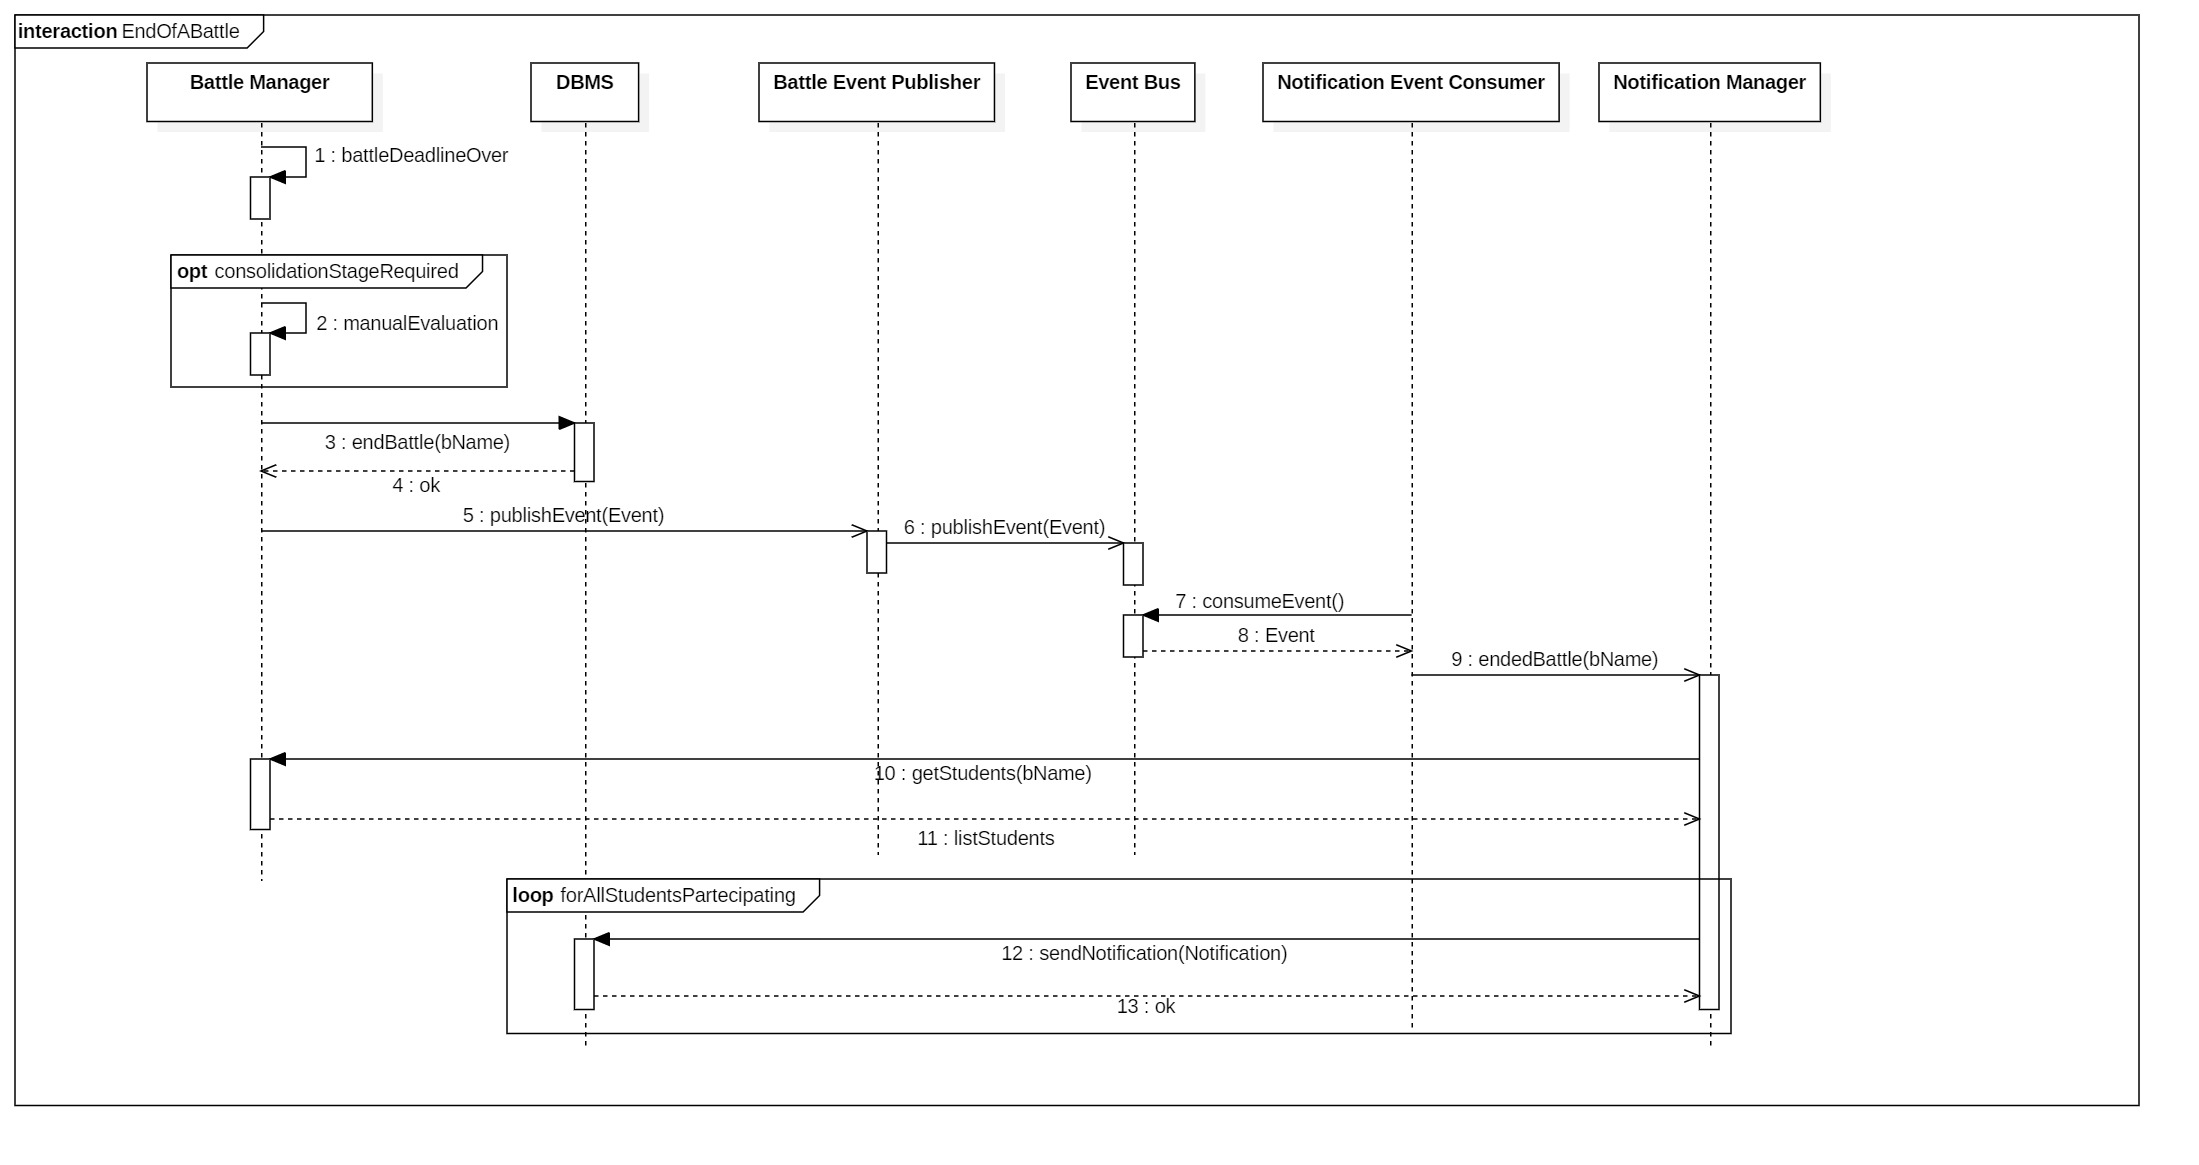 interaction EndOfABattle
Battle Manager
DBMS
Battle Event Publisher
Event Bus
Notification Event Consumer
Notification Manager
1 : battleDeadlineOver
opt consolidationStageRequired
2 : manualEvaluation
3 : endBattle(bName)
4 : ok
5 : publishEvent(Event)
6 : publishEvent(Event)
7 : consumeEvent()
8 : Event
9 : endedBattle(bName)
10 : getStudents(bName)
11 : listStudents
loop forAllStudentsPartecipating
12 : sendNotification(Notification)
13 : ok